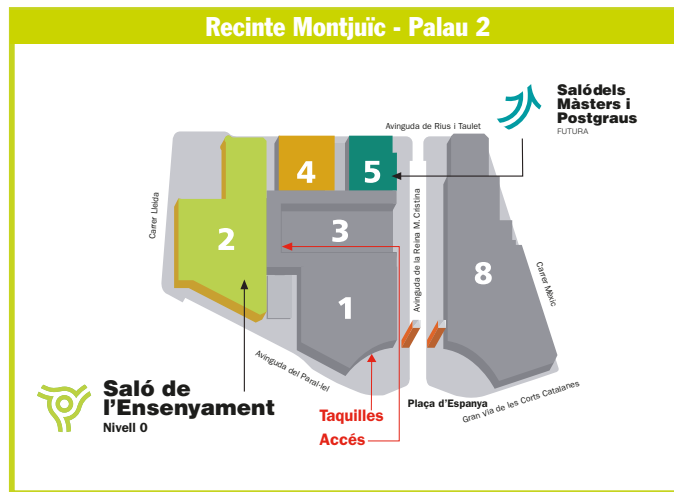 Recinte Montjuïc - Palau 2
Salódels
Màsters i
Postgraus
FUTURA
Avinguda de Rius i Taulet
4
5
Carrer Lleida
2
3
Avinguda de la Reina M. Cristina
1
8
Carrer Mèxic
Avinguda del Paral·lel
Saló de
l'Ensenyament
Nivell 0
Taquilles
Accés
Plaça d'Espanya
Gran Via de les Corts Catalanes